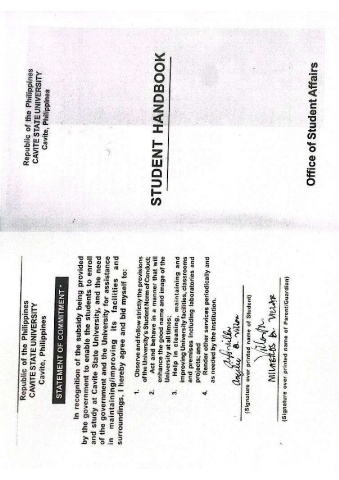 Republic of the Philippines
CAVITE STATE UNIVERSITY
Cavite, Philippines
STUDENT HANDBOOK
Office of Student Affairs
Republic of the Philippines
CAVITE STATE UNIVERSITY
Cavite, Philippines
STATEMENT OF COMMITMENT
In recognition of the subsidy being provided
by the government to enable the students to enroll
and study at Cavite State University, and the need
of the government and the University for assistance
in maintaining/improving its facilities and
surroundings, I hereby agree and bid myself to:
1. Observe and follow strictly the provisions
of the University's Student Norms of Conduct;
2. Act and behave in a manner that will
enhance the good name and image of the
University at all times;
3. Help in cleaning, maintaining and
improving University facilities, classrooms
and premises including laboratories and
projects; and
4. Render other services periodically and
as needed by the institution.
(Signature over printed name of Student)
MILAGROS B.
(Signature over printed name of Parent/Guardian)